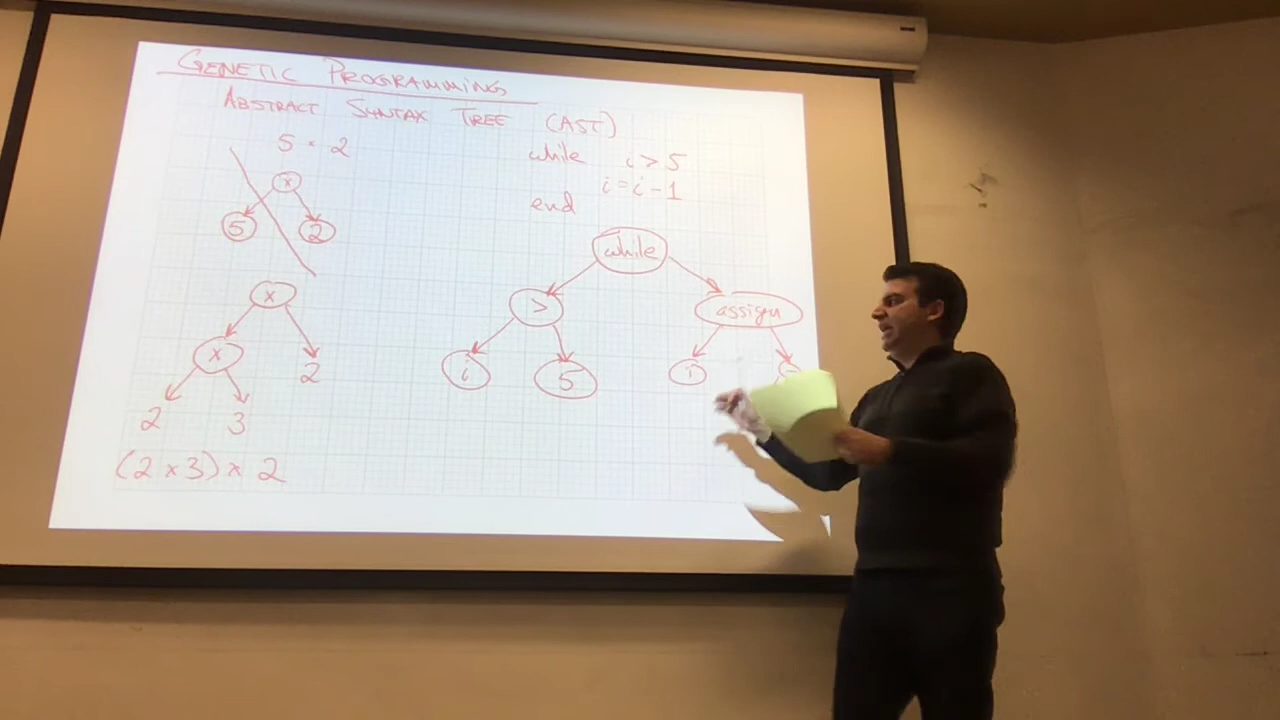 GENETIC PROGRAMMING
ABSTRACT SYNTAX TREE (AST)
5 × 2
×
5 2
×
× 2
2 3
(2 × 3) × 2
while i > 5
i = i - 1
end
while
> assign
i 5 i